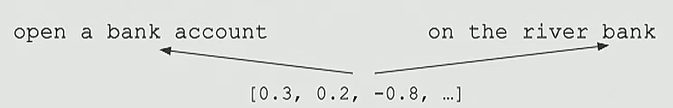 open a bank account on the river bank
[0.3, 0.2, -0.8, …]